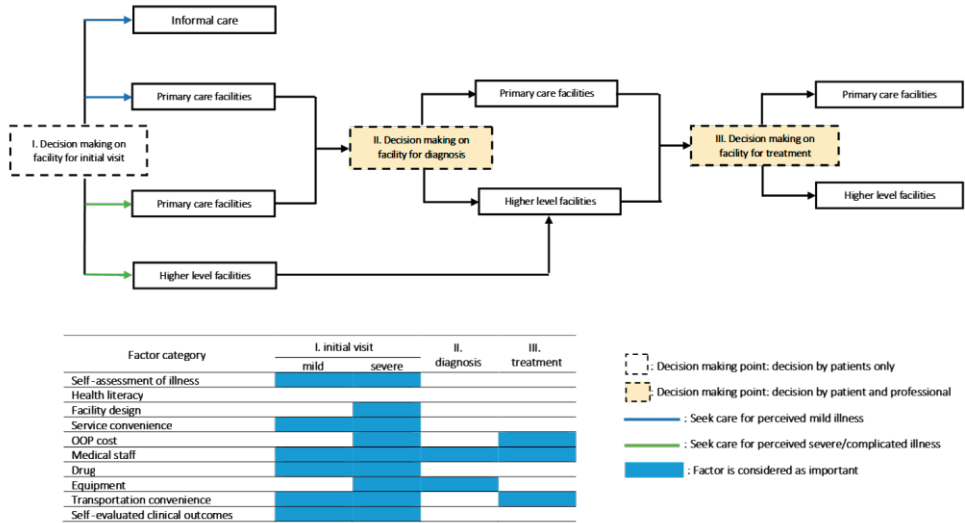 Informal care
Primary care facilities
I. Decision making on
facility for initial visit
Primary care facilities
Higher level facilities
II. Decision making on
facility for diagnosis
Primary care facilities
Higher level facilities
III. Decision making on
facility for treatment
Primary care facilities
Higher level facilities
Factor category
I. initial visit
mild
severe
II.
diagnosis
III.
treatment
Self-assessment of illness
Health literacy
Facility design
Service convenience
OOP cost
Medical staff
Drug
Equipment
Transportation convenience
Self-evaluated clinical outcomes
: Decision making point: decision by patients only
: Decision making point: decision by patient and professional
: Seek care for perceived mild illness
: Seek care for perceived severe/complicated illness
: Factor is considered as important